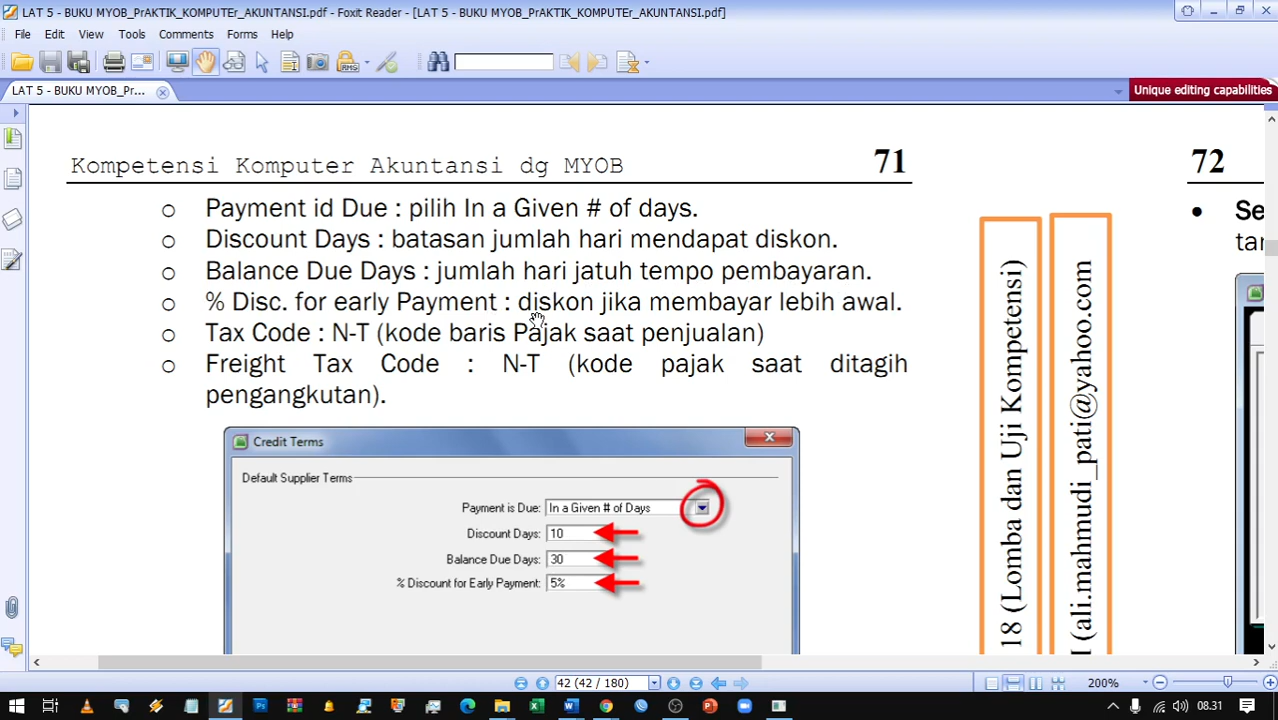 LAT 5 - BUKU MYOB_PrAKTIK_KOMPUTEr_AKUNTANSI.pdf - Foxit Reader - [LAT 5 - BUKU MYOB_PrAKTIK_KOMPUTEr_AKUNTANSI.pdf]
File Edit View Tools Comments Forms Help
RMS
LAT 5 - BUKU MYOB_Pr...
Unique editing capabilities
Kompetensi Komputer Akuntansi dg MYOB 71
Payment id Due : pilih In a Given # of days.
Discount Days : batasan jumlah hari mendapat diskon.
Balance Due Days : jumlah hari jatuh tempo pembayaran.
% Disc. for early Payment : diskon jika membayar lebih awal.
Tax Code : N-T (kode baris Pajak saat penjualan)
Freight Tax Code : N-T (kode pajak saat ditagih
pengangkutan).
Credit Terms
Default Supplier Terms
Payment is Due: In a Given # of Days
Discount Days: 10
Balance Due Days: 30
% Discount for Early Payment: 5%
18 (Lomba dan Uji Kompetensi)
(ali.mahmudi_pati@yahoo.com
72
Se
tar
42 (42 / 180)
200%
08.31